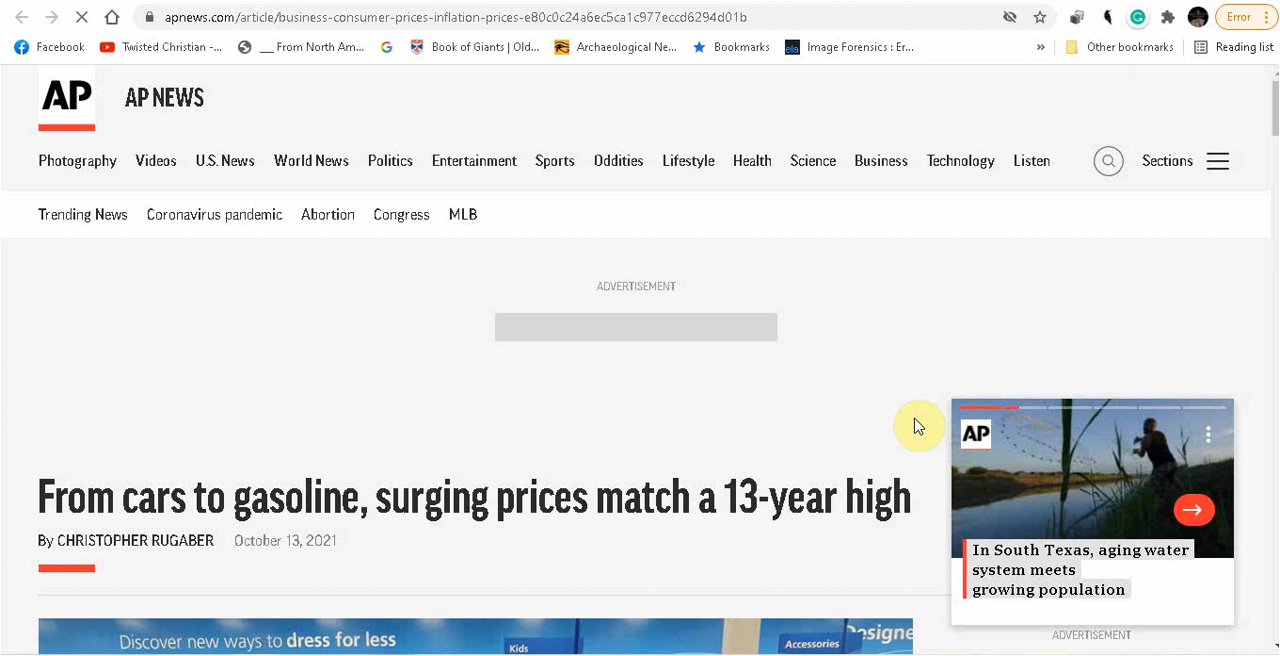 apnews.com/article/business-consumer-prices-inflation-prices-e80c0c24a6ec5ca1c977eccd6294d01b
Error
Facebook
Twisted Christian -...
__ From North Am...
Book of Giants | Old...
Archaeological Ne...
Bookmarks
Image Forensics : Er...
»
Other bookmarks
Reading list
AP
AP NEWS
Photography Videos U.S. News World News Politics Entertainment Sports Oddities Lifestyle Health Science Business Technology Listen
Sections
Trending News Coronavirus pandemic Abortion Congress MLB
ADVERTISEMENT
From cars to gasoline, surging prices match a 13-year high
By CHRISTOPHER RUGABER October 13, 2021
Discover new ways to dress for less
Kids
Accessories
Designe
AP
In South Texas, aging water
system meets
growing population
ADVERTISEMENT